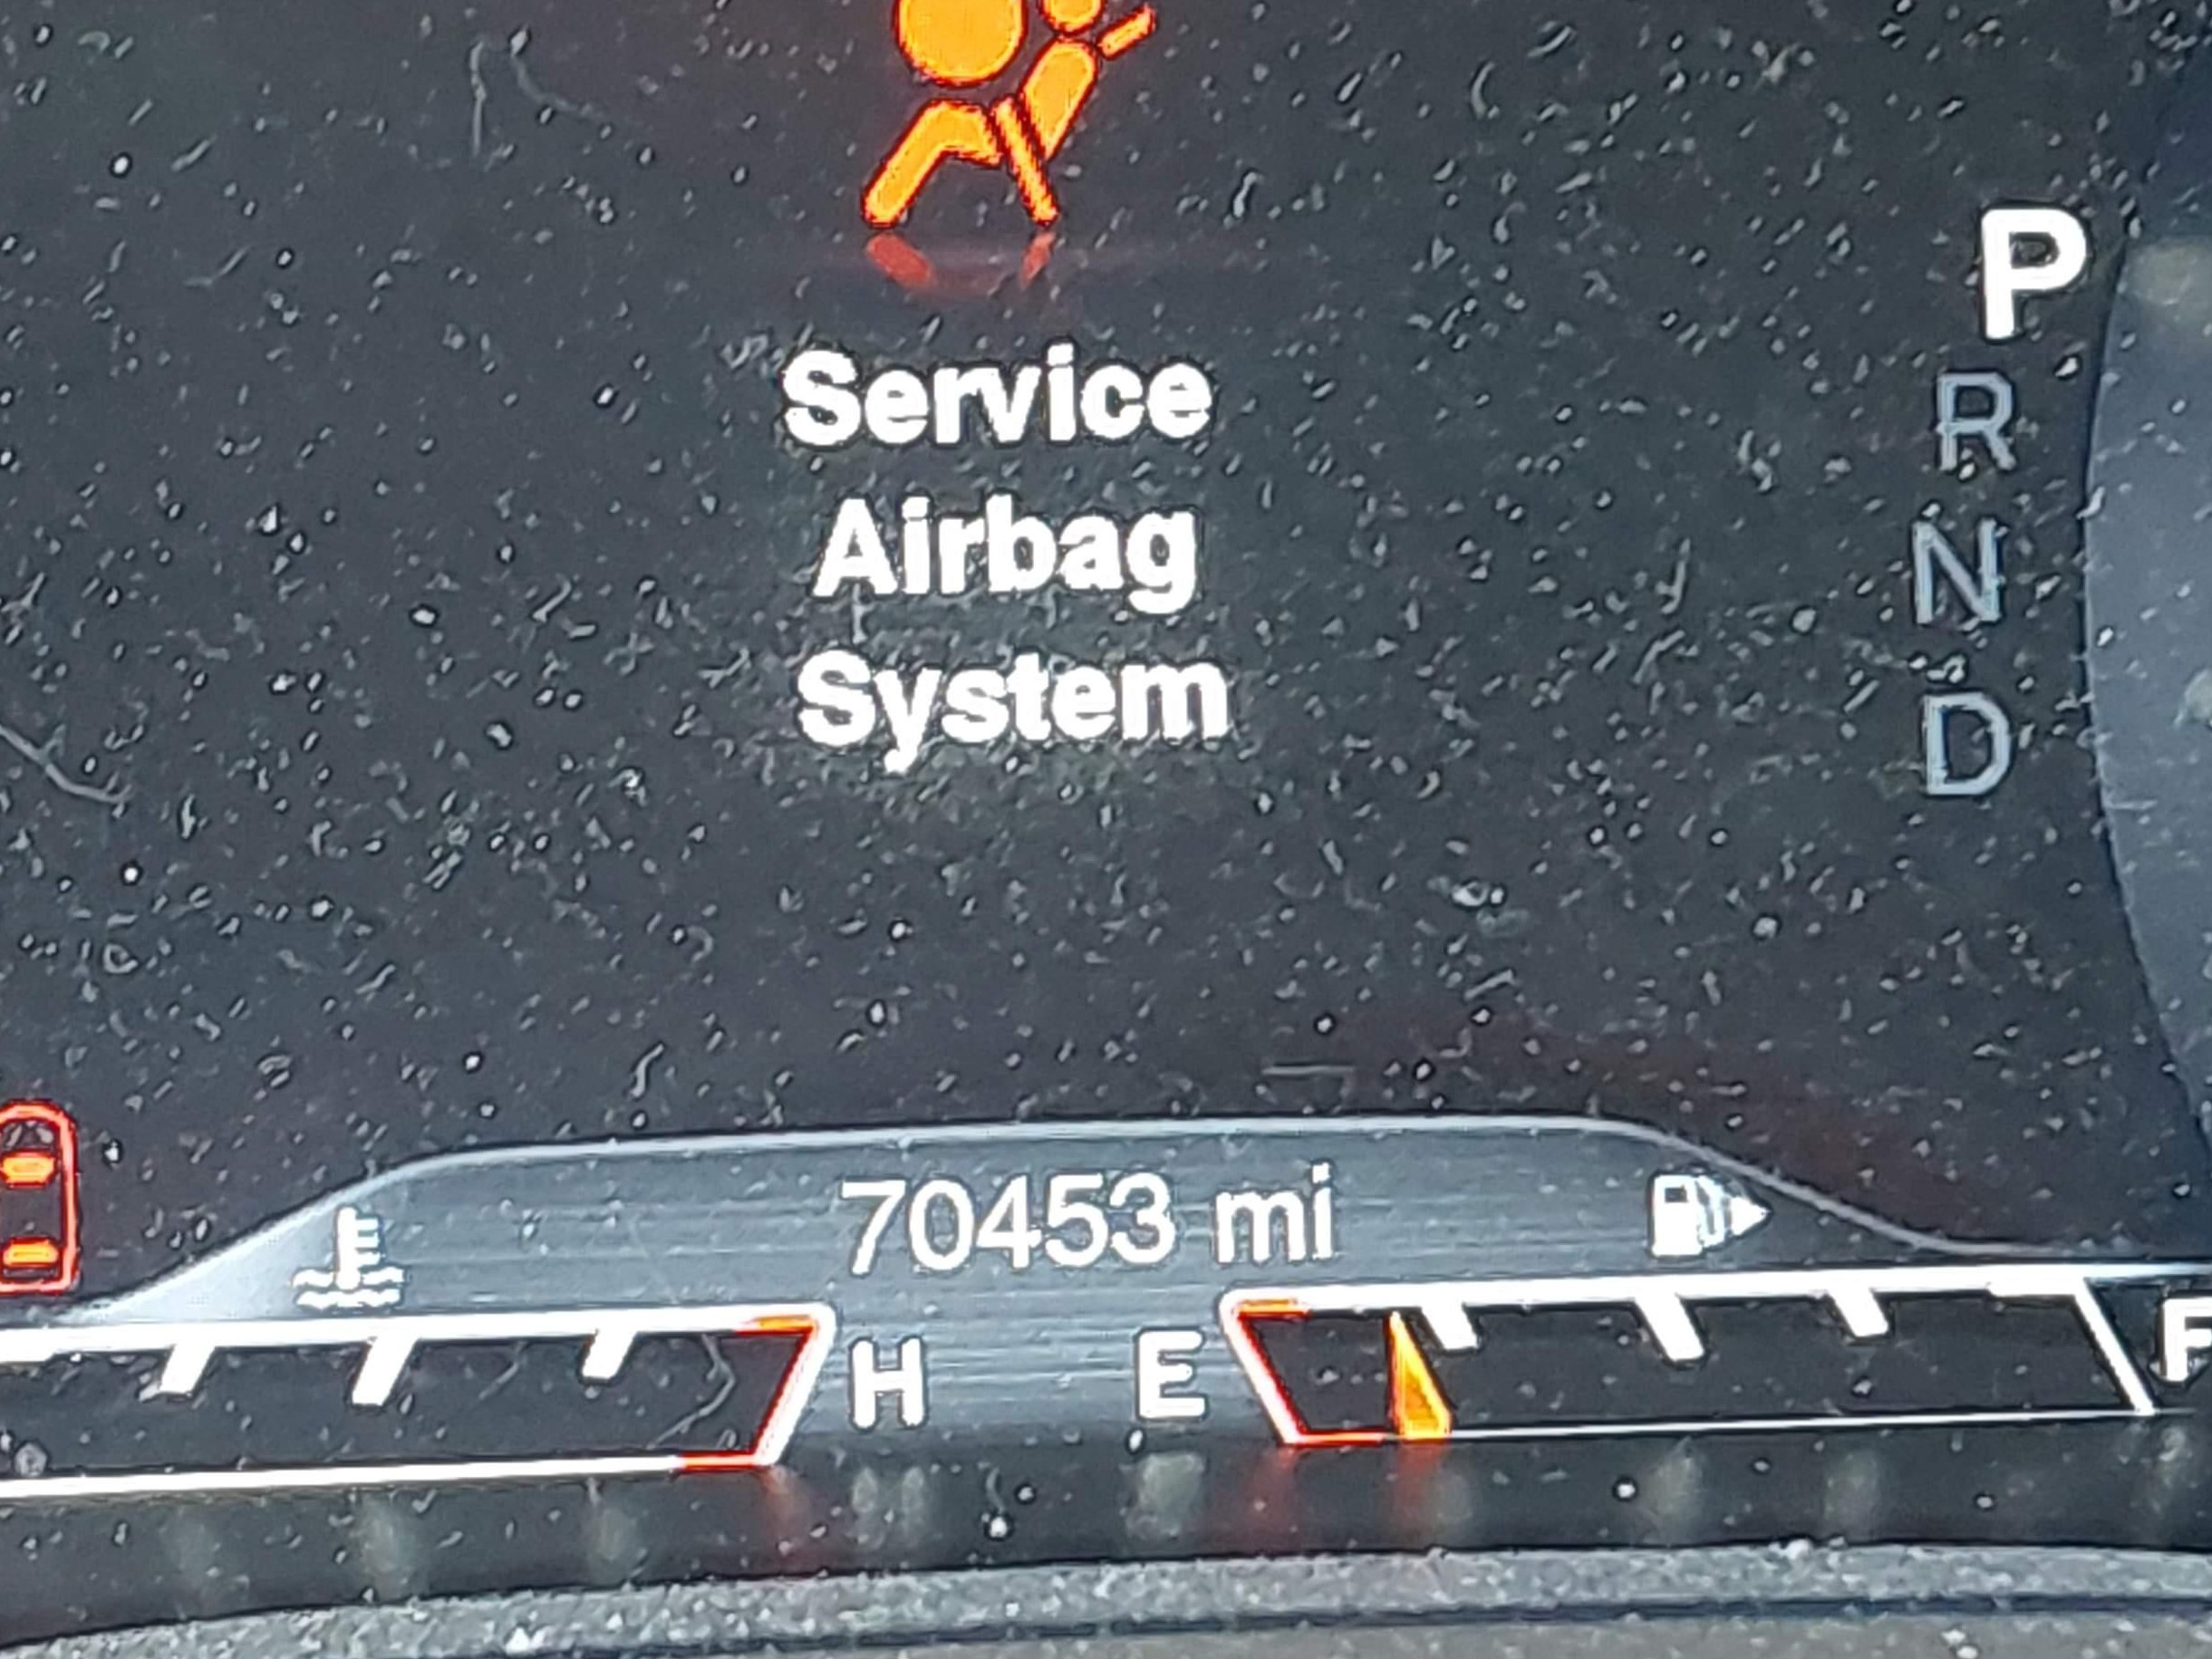 Service
Airbag
System
P
R
N
D
70453 mi
H
E
F